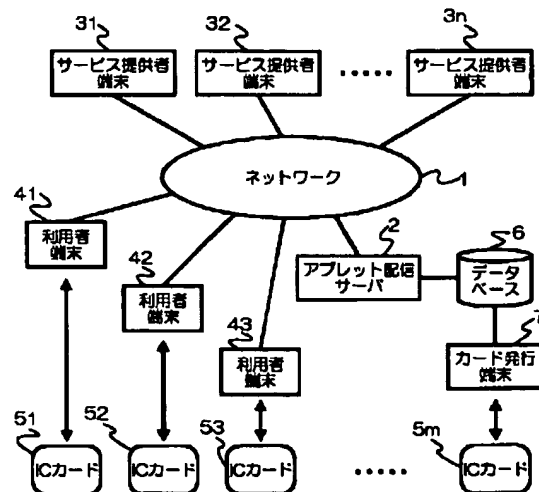 31
32
3n
サービス提供者
端末
サービス提供者
端末
.....
サービス提供者
端末
ネットワーク
1
41
利用者
端末
42
利用者
端末
43
利用者
端末
2
アプレット配信
サーバ
6
データ
ベース
7
カード発行
端末
51
ICカード
52
ICカード
53
ICカード
.....
5m
ICカード